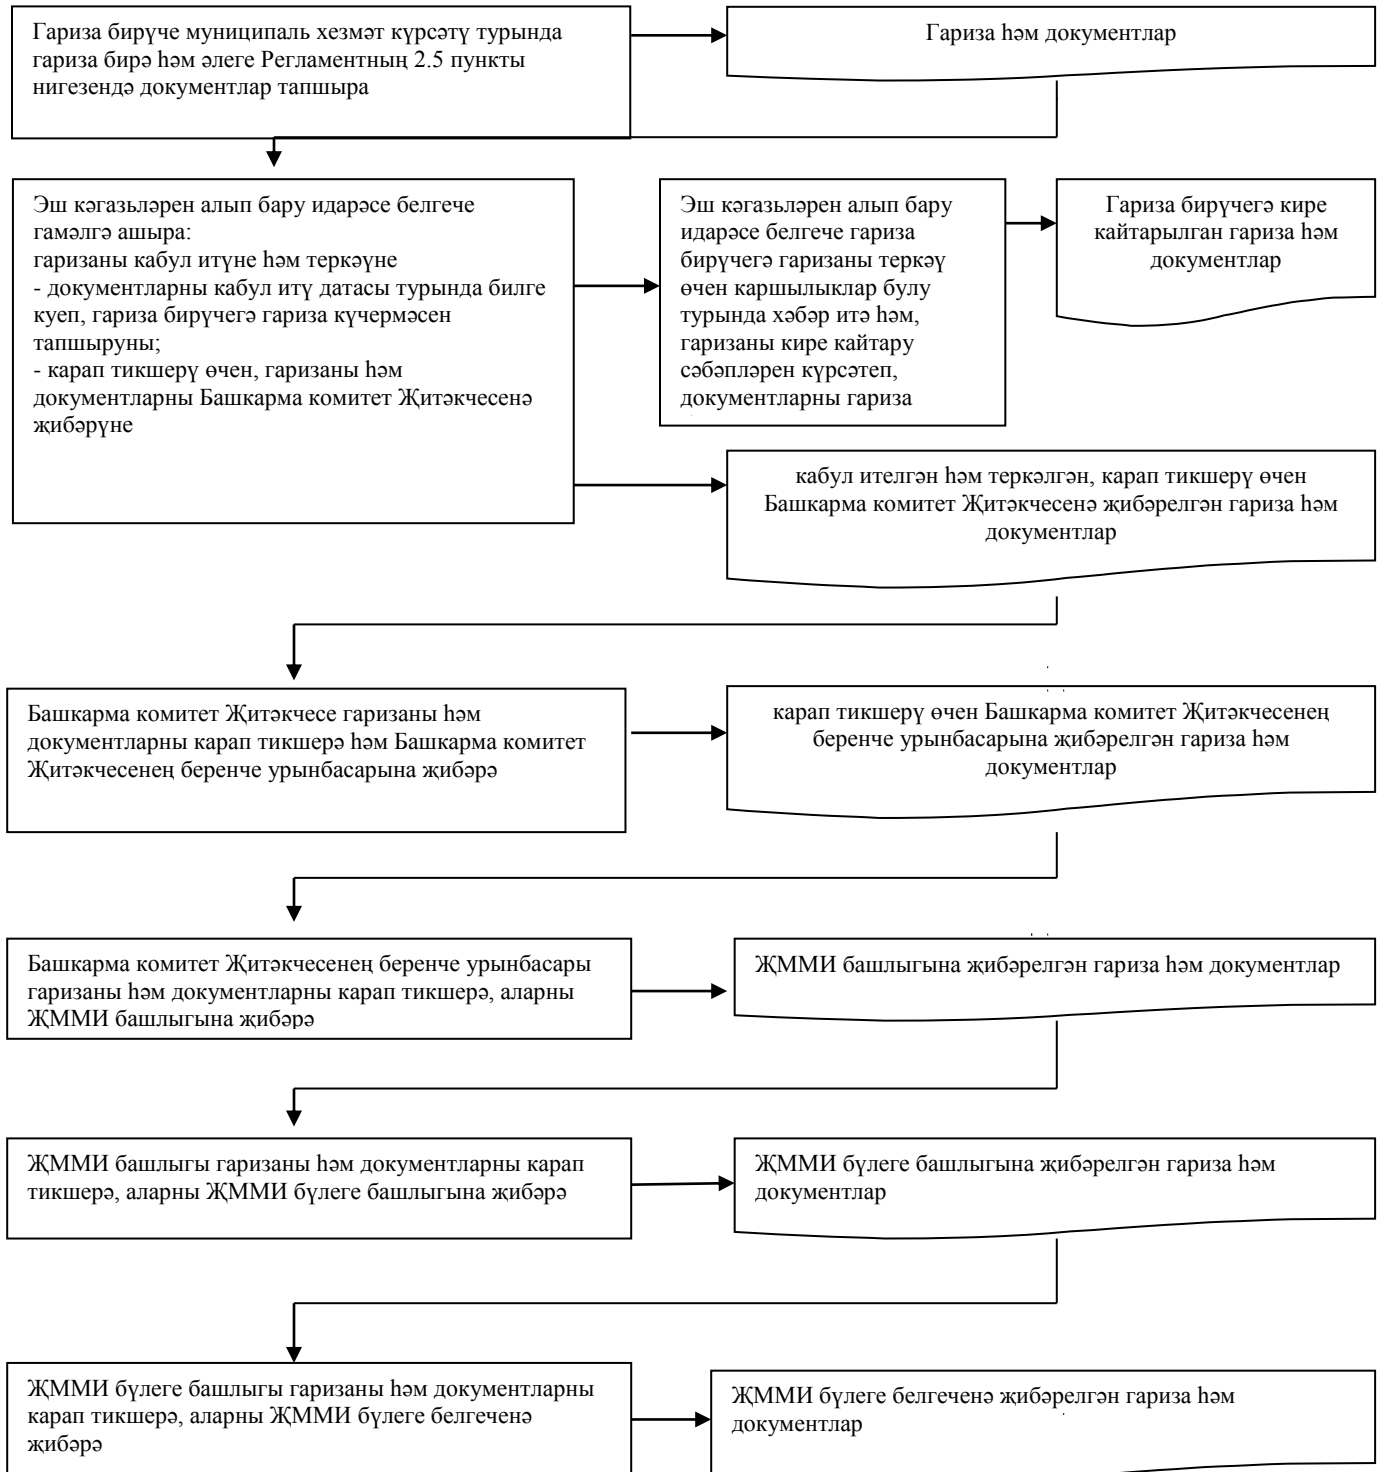 Гариза бирүче муниципаль хезмәт күрсәтү турында
гариза бирә һәм әлеге Регламентның 2.5 пункты
нигезендә документлар тапшыра
Гариза һәм документлар
Эш кәгазьләрен алып бару идарәсе белгече
гамәлгә ашыра:
гаризаны кабул итүне һәм теркәүне
- документларны кабул итү датасы турында билге
куеп, гариза бирүчегә гариза күчермәсен
тапшыруны;
- карап тикшерү өчен, гаризаны һәм
документларны Башкарма комитет Җитәкчесенә
җибәрүне
Эш кәгазьләрен алып бару
идарәсе белгече гариза
бирүчегә гаризаны теркәү
өчен каршылыклар булу
турында хәбәр итә һәм,
гаризаны кире кайтару
сәбәпләрен күрсәтеп,
документларны гариза
Гариза бирүчегә кире
кайтарылган гариза һәм
документлар
кабул ителгән һәм теркәлгән, карап тикшерү өчен
Башкарма комитет Җитәкчесенә җибәрелгән гариза һәм
документлар
Башкарма комитет Җитәкчесе гаризаны һәм
документларны карап тикшерә һәм Башкарма комитет
Җитәкчесенең беренче урынбасарына җибәрә
карап тикшерү өчен Башкарма комитет Җитәкчесенең
беренче урынбасарына җибәрелгән гариза һәм
документлар
Башкарма комитет Җитәкчесенең беренче урынбасары
гаризаны һәм документларны карап тикшерә, аларны
ҖММИ башлыгына җибәрә
ҖММИ башлыгына җибәрелгән гариза һәм документлар
ҖММИ башлыгы гаризаны һәм документларны карап
тикшерә, аларны ҖММИ бүлеге башлыгына җибәрә
ҖММИ бүлеге башлыгына җибәрелгән гариза һәм
документлар
ҖММИ бүлеге башлыгы гаризаны һәм документларны
карап тикшерә, аларны ҖММИ бүлеге белгеченә
җибәрә
ҖММИ бүлеге белгеченә җибәрелгән гариза һәм
документлар